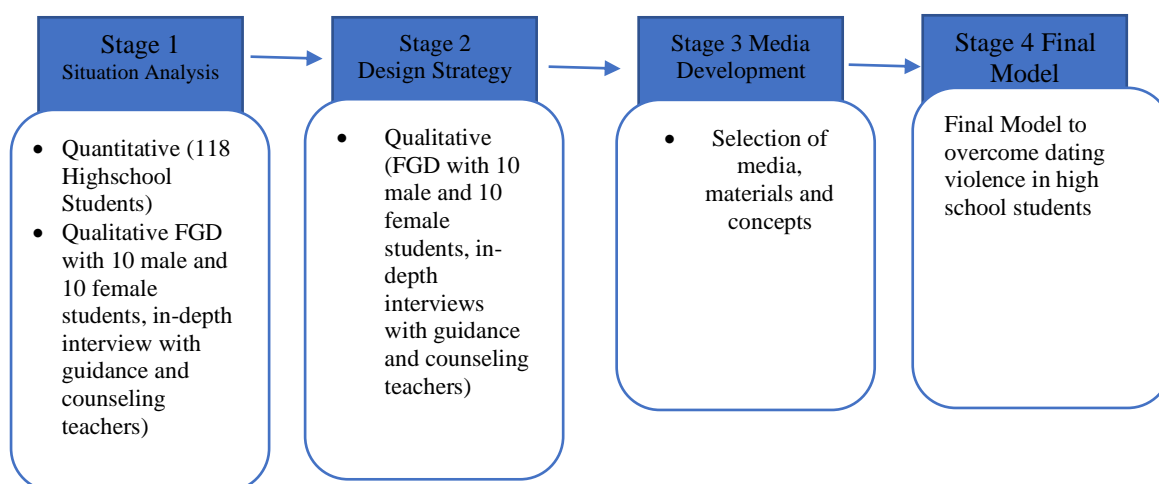 Stage 1
Situation Analysis
• Quantitative (118
Highschool
Students)
• Qualitative FGD
with 10 male and
10 female
students, in-depth
interview with
guidance and
counseling
teachers)
Stage 2
Design Strategy
• Qualitative
(FGD with 10
male and 10
female
students, in-
depth
interviews
with guidance
and counseling
teachers)
Stage 3 Media
Development
• Selection of
media,
materials and
concepts
Stage 4 Final
Model
Final Model to
overcome dating
violence in high
school students